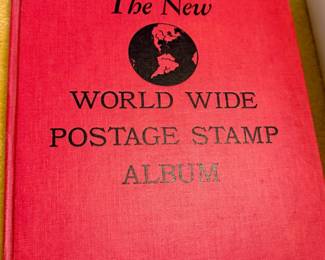 The New
WORLD WIDE
POSTAGE STAMP
ALBUM